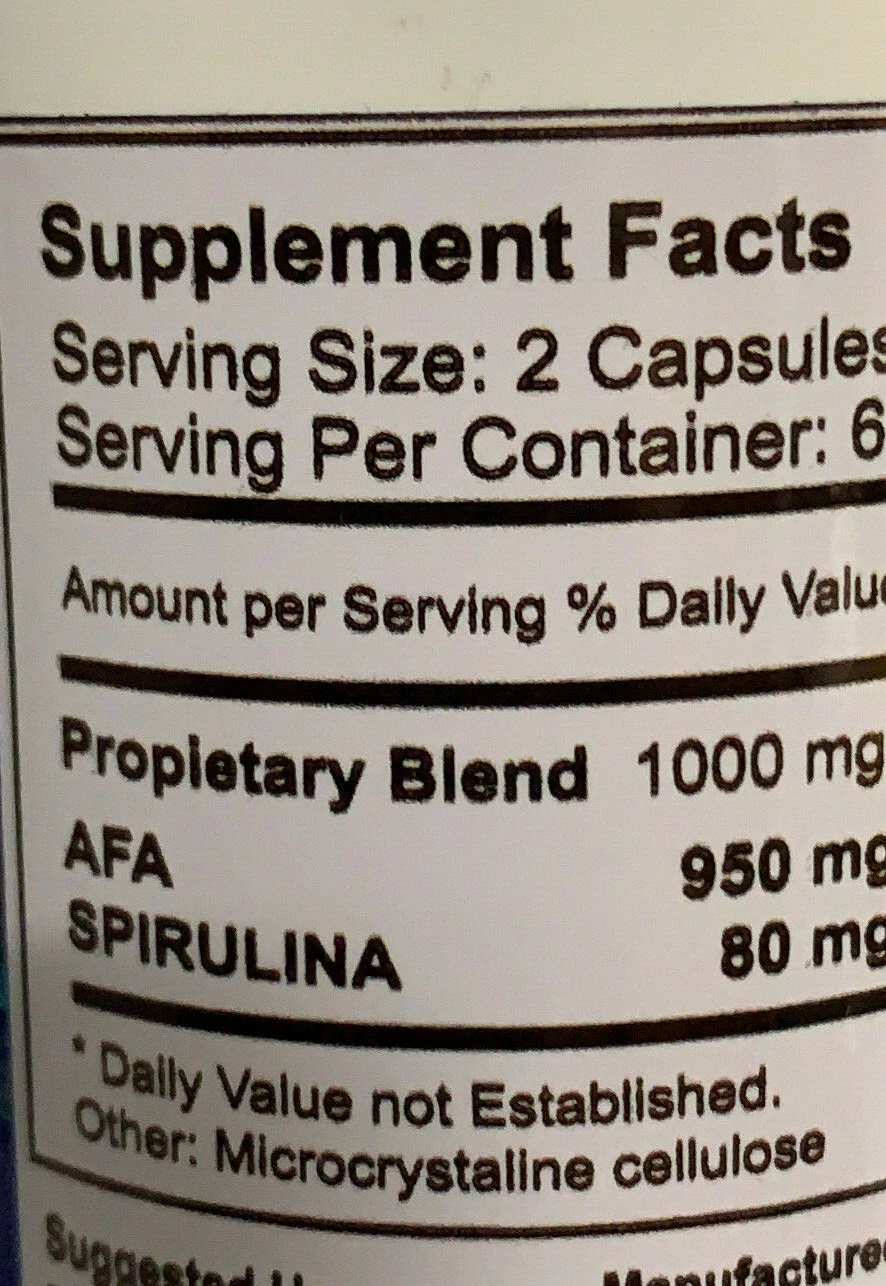 Supplement Facts
Serving Size: 2 Capsules
Serving Per Container: 6
Amount per Serving % Daily Value
Propietary Blend 1000 mg
AFA 950 mg
SPIRULINA 80 mg
* Daily Value not Established.
Other: Microcrystaline cellulose
Suggested